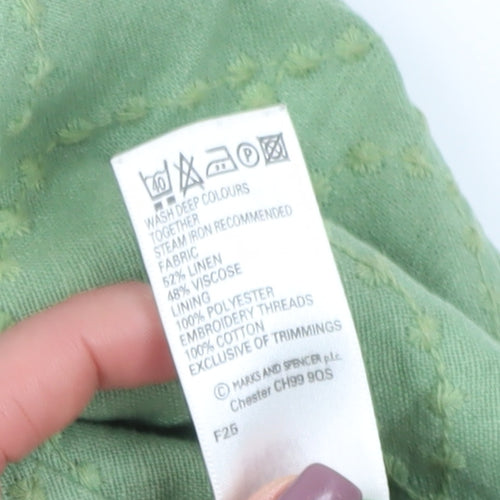 40 P
WASH DEEP COLOURS
TOGETHER
STEAM IRON RECOMMENDED
FABRIC
52% LINEN
48% VISCOSE
LINING
100% POLYESTER
EMBROIDERY THREADS
100% COTTON
EXCLUSIVE OF TRIMMINGS
© MARKS AND SPENCER p.l.c.
Chester CH99 9QS
F25